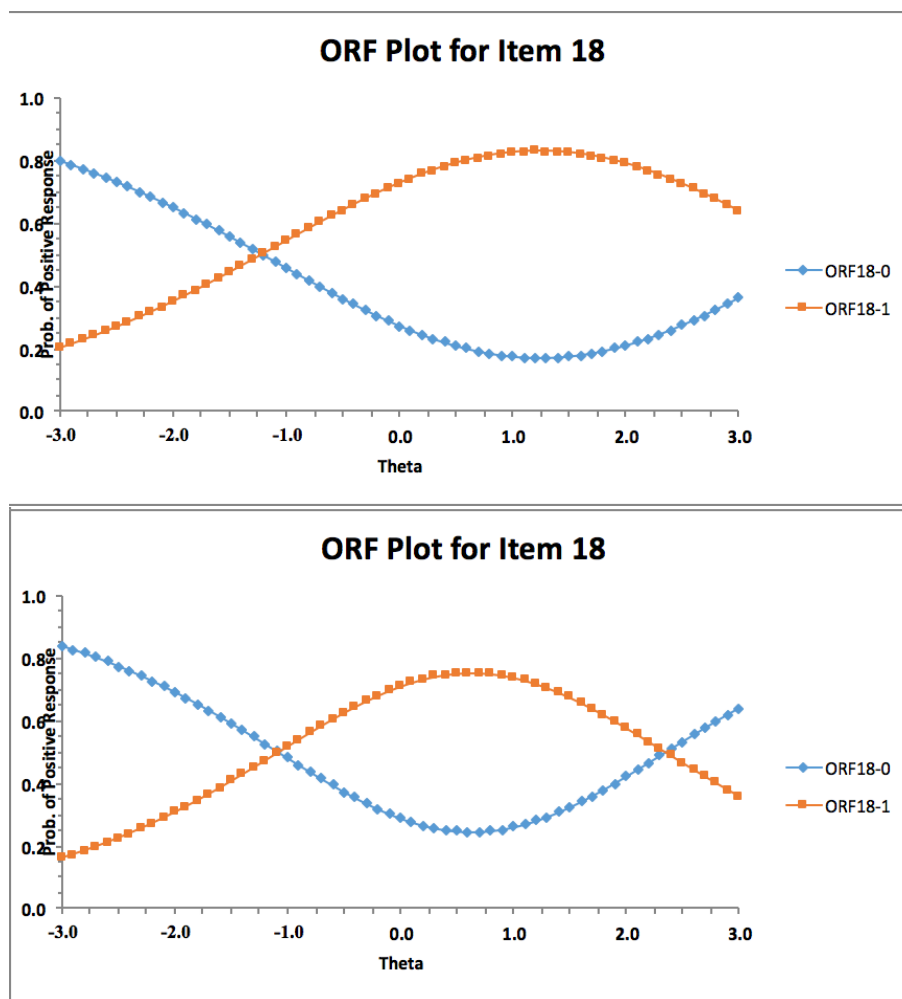 ORF Plot for Item 18
1.0
0.8
0.6
0.4
0.2
0.0
Prob. of Positive Response
-3.0 -2.0 -1.0 0.0 1.0 2.0 3.0
Theta
ORF18-0
ORF18-1
ORF Plot for Item 18
1.0
0.8
0.6
0.4
0.2
0.0
Prob. of Positive Response
-3.0 -2.0 -1.0 0.0 1.0 2.0 3.0
Theta
ORF18-0
ORF18-1